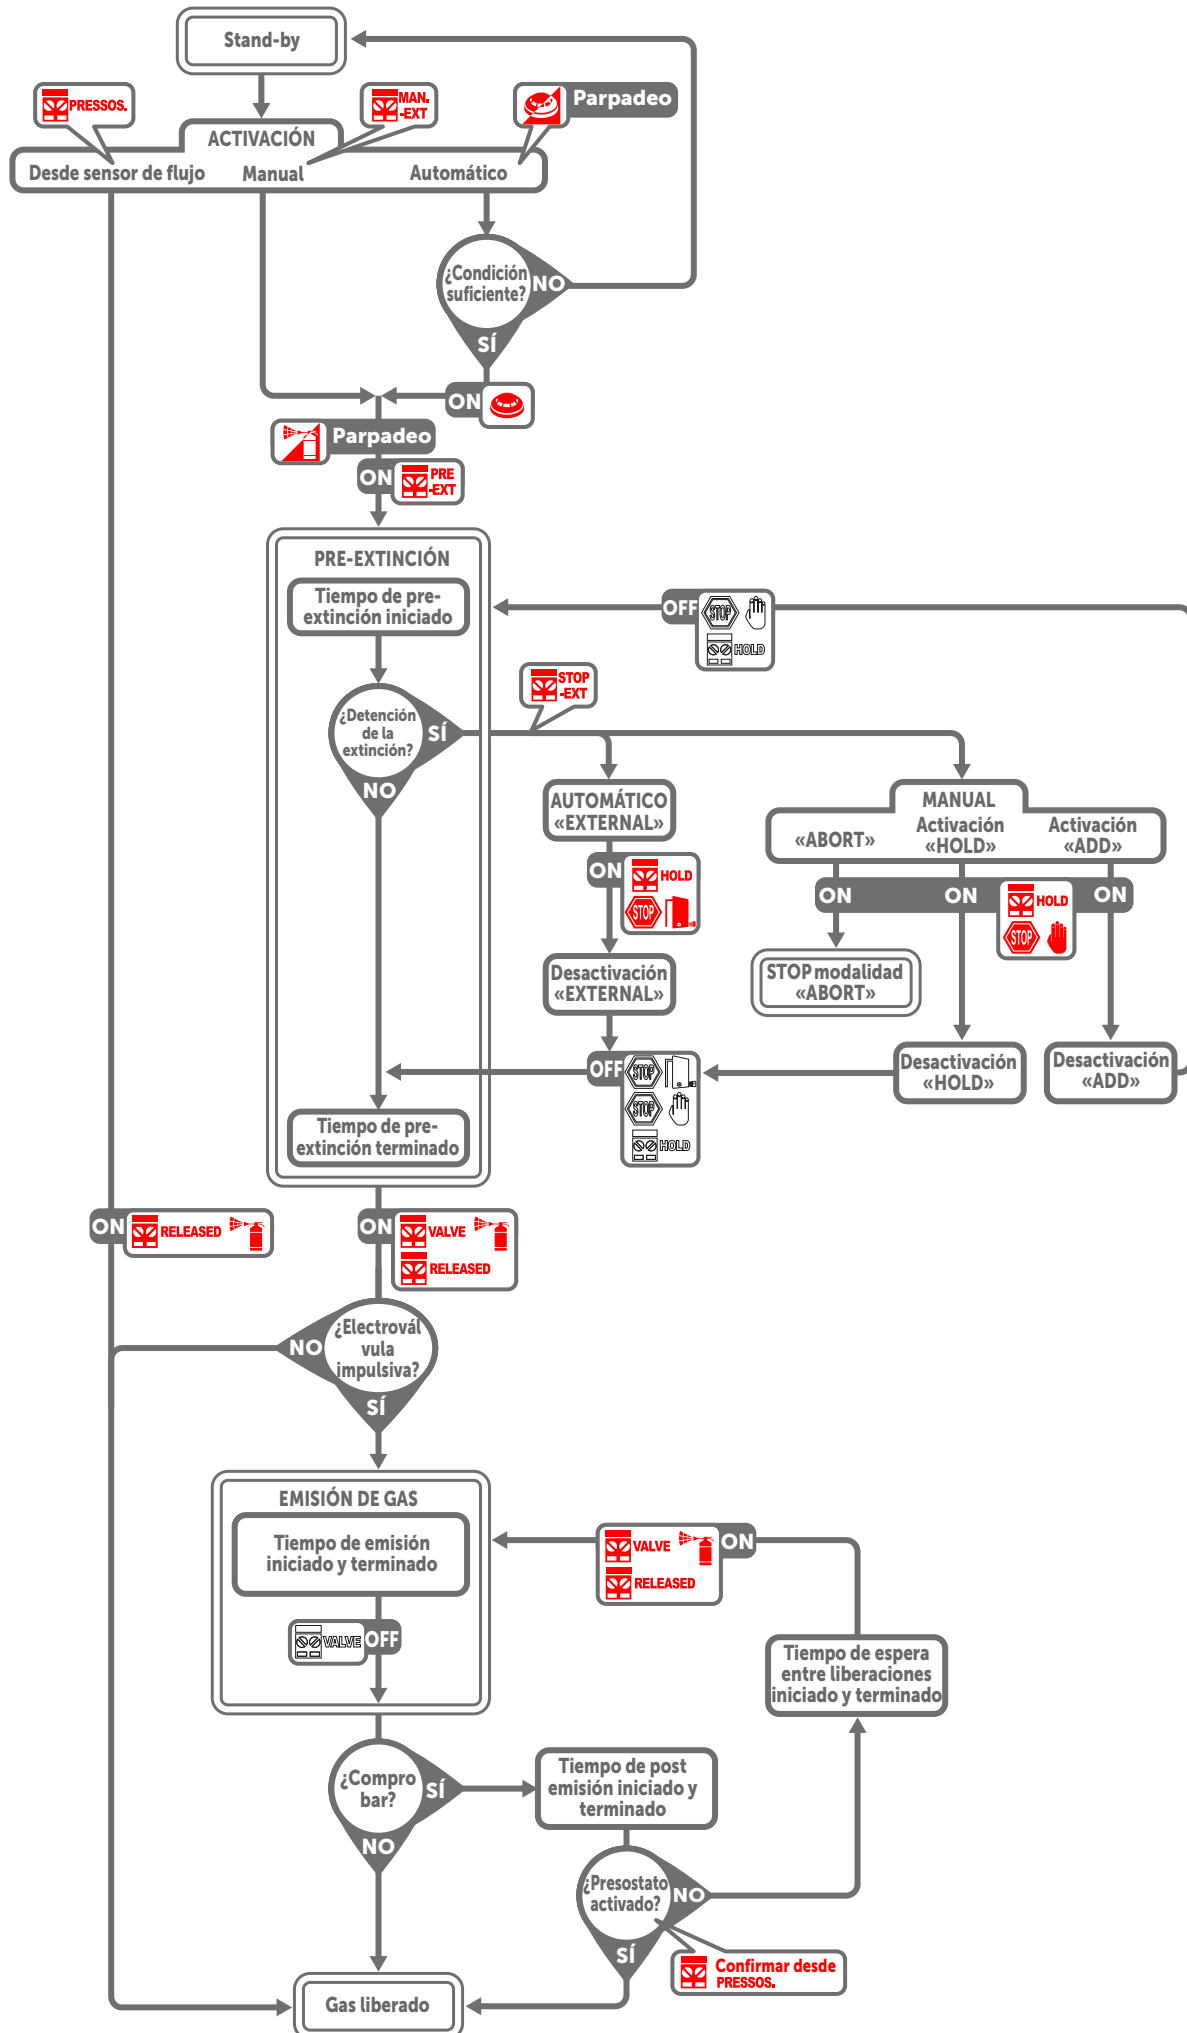 Stand-by
PRESSOS.
MAN.
-EXT
Parpadeo
ACTIVACIÓN
Desde sensor de flujo
Manual
Automático
¿Condición
suficiente?
NO
SÍ
ON
Parpadeo
ON
PRE
-EXT
PRE-EXTINCIÓN
Tiempo de pre-
extinción iniciado
OFF
STOP
HOLD
STOP
-EXT
¿Detención
de la
extinción?
SÍ
NO
AUTOMÁTICO
«EXTERNAL»
MANUAL
«ABORT»
Activación
«HOLD»
Activación
«ADD»
ON
HOLD
STOP
ON
ON
HOLD
STOP
ON
Desactivación
«EXTERNAL»
STOP modalidad
«ABORT»
OFF
STOP
STOP
HOLD
Desactivación
«HOLD»
Desactivación
«ADD»
Tiempo de pre-
extinción terminado
ON
RELEASED
ON
VALVE
RELEASED
¿Electrovál
vula
impulsiva?
NO
SÍ
EMISIÓN DE GAS
Tiempo de emisión
iniciado y terminado
VALVE
RELEASED
ON
VALVE
OFF
Tiempo de espera
entre liberaciones
iniciado y terminado
¿Compro
bar?
SÍ
NO
Tiempo de post
emisión iniciado y
terminado
¿Presostato
activado?
NO
SÍ
Confirmar desde
PRESSOS.
Gas liberado